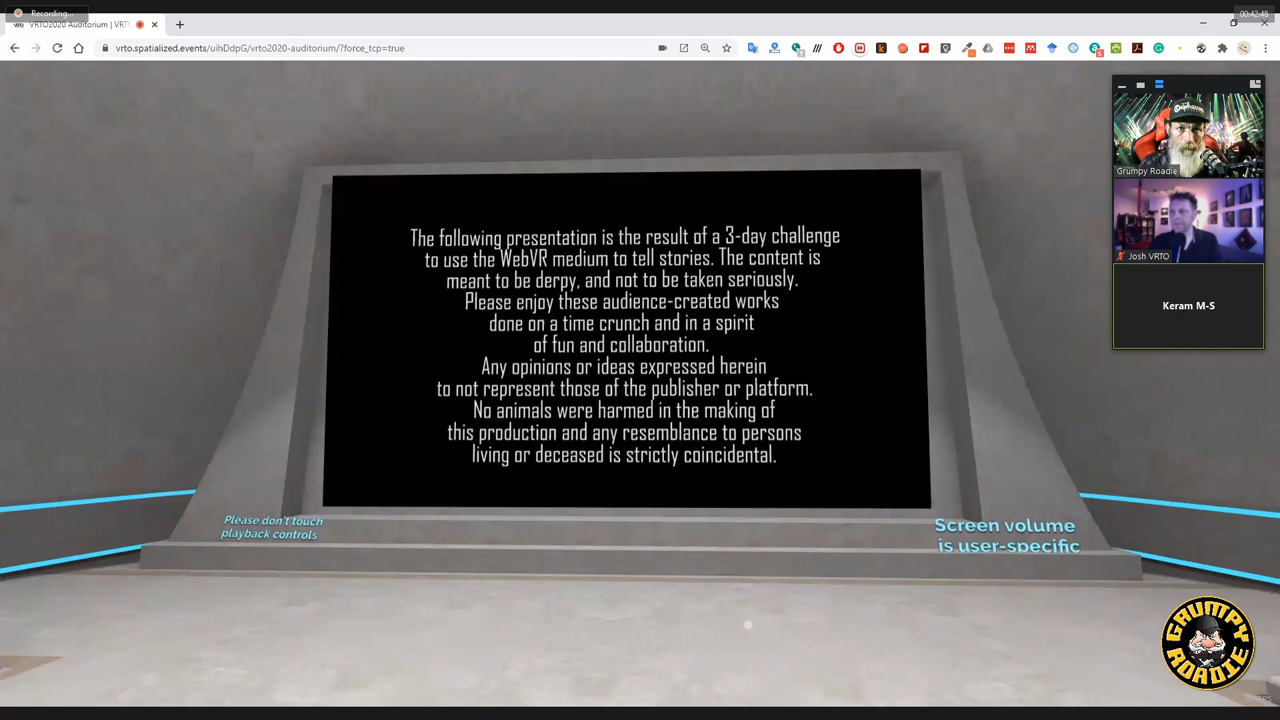 Recording...
00:42:48
VRTO2020 Auditorium | VRT
vrto.spatialized.events/uihDdpG/vrto2020-auditorium/?force_tcp=true
Grumpy Roadie
Josh VRTO
Keram M-S
The following presentation is the result of a 3-day challenge
to use the WebVR medium to tell stories. The content is
meant to be derpy, and not to be taken seriously.
Please enjoy these audience-created works
done on a time crunch and in a spirit
of fun and collaboration.
Any opinions or ideas expressed herein
to not represent those of the publisher or platform.
No animals were harmed in the making of
this production and any resemblance to persons
living or deceased is strictly coincidental.
Please don't touch
playback controls
Screen volume
is user-specific
GRUMPY
ROADIE